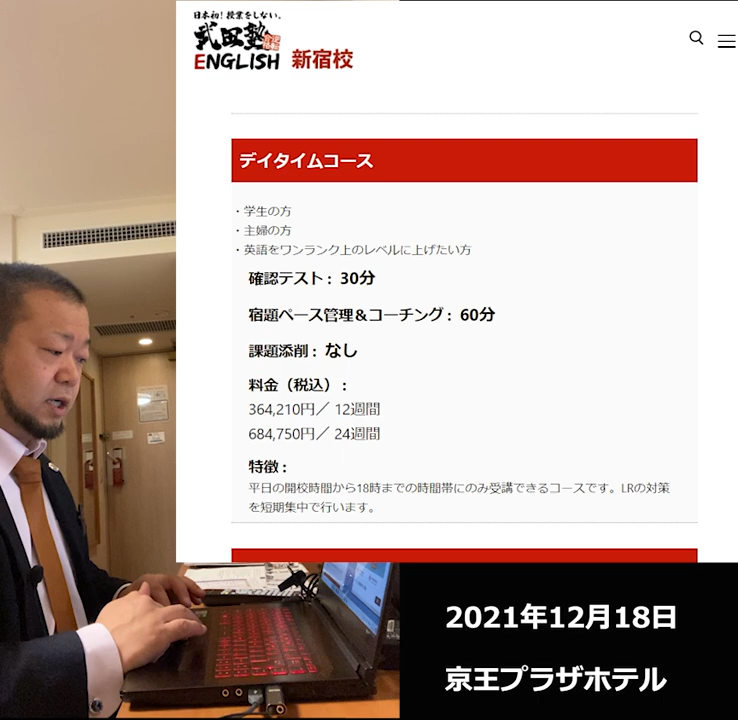 日本初！授業をしない。
武田塾
ENGLISH 新宿校
デイタイムコース
・学生の方
・主婦の方
・英語をワンランク上のレベルに上げたい方
確認テスト： 30分
宿題ペース管理＆コーチング： 60分
課題添削： なし
料金（税込）：
364,210円／ 12週間
684,750円／ 24週間
特徴：
平日の開校時間から18時までの時間帯にのみ受講できるコースです。LRの対策
を短期集中で行います。
2021年12月18日
京王プラザホテル